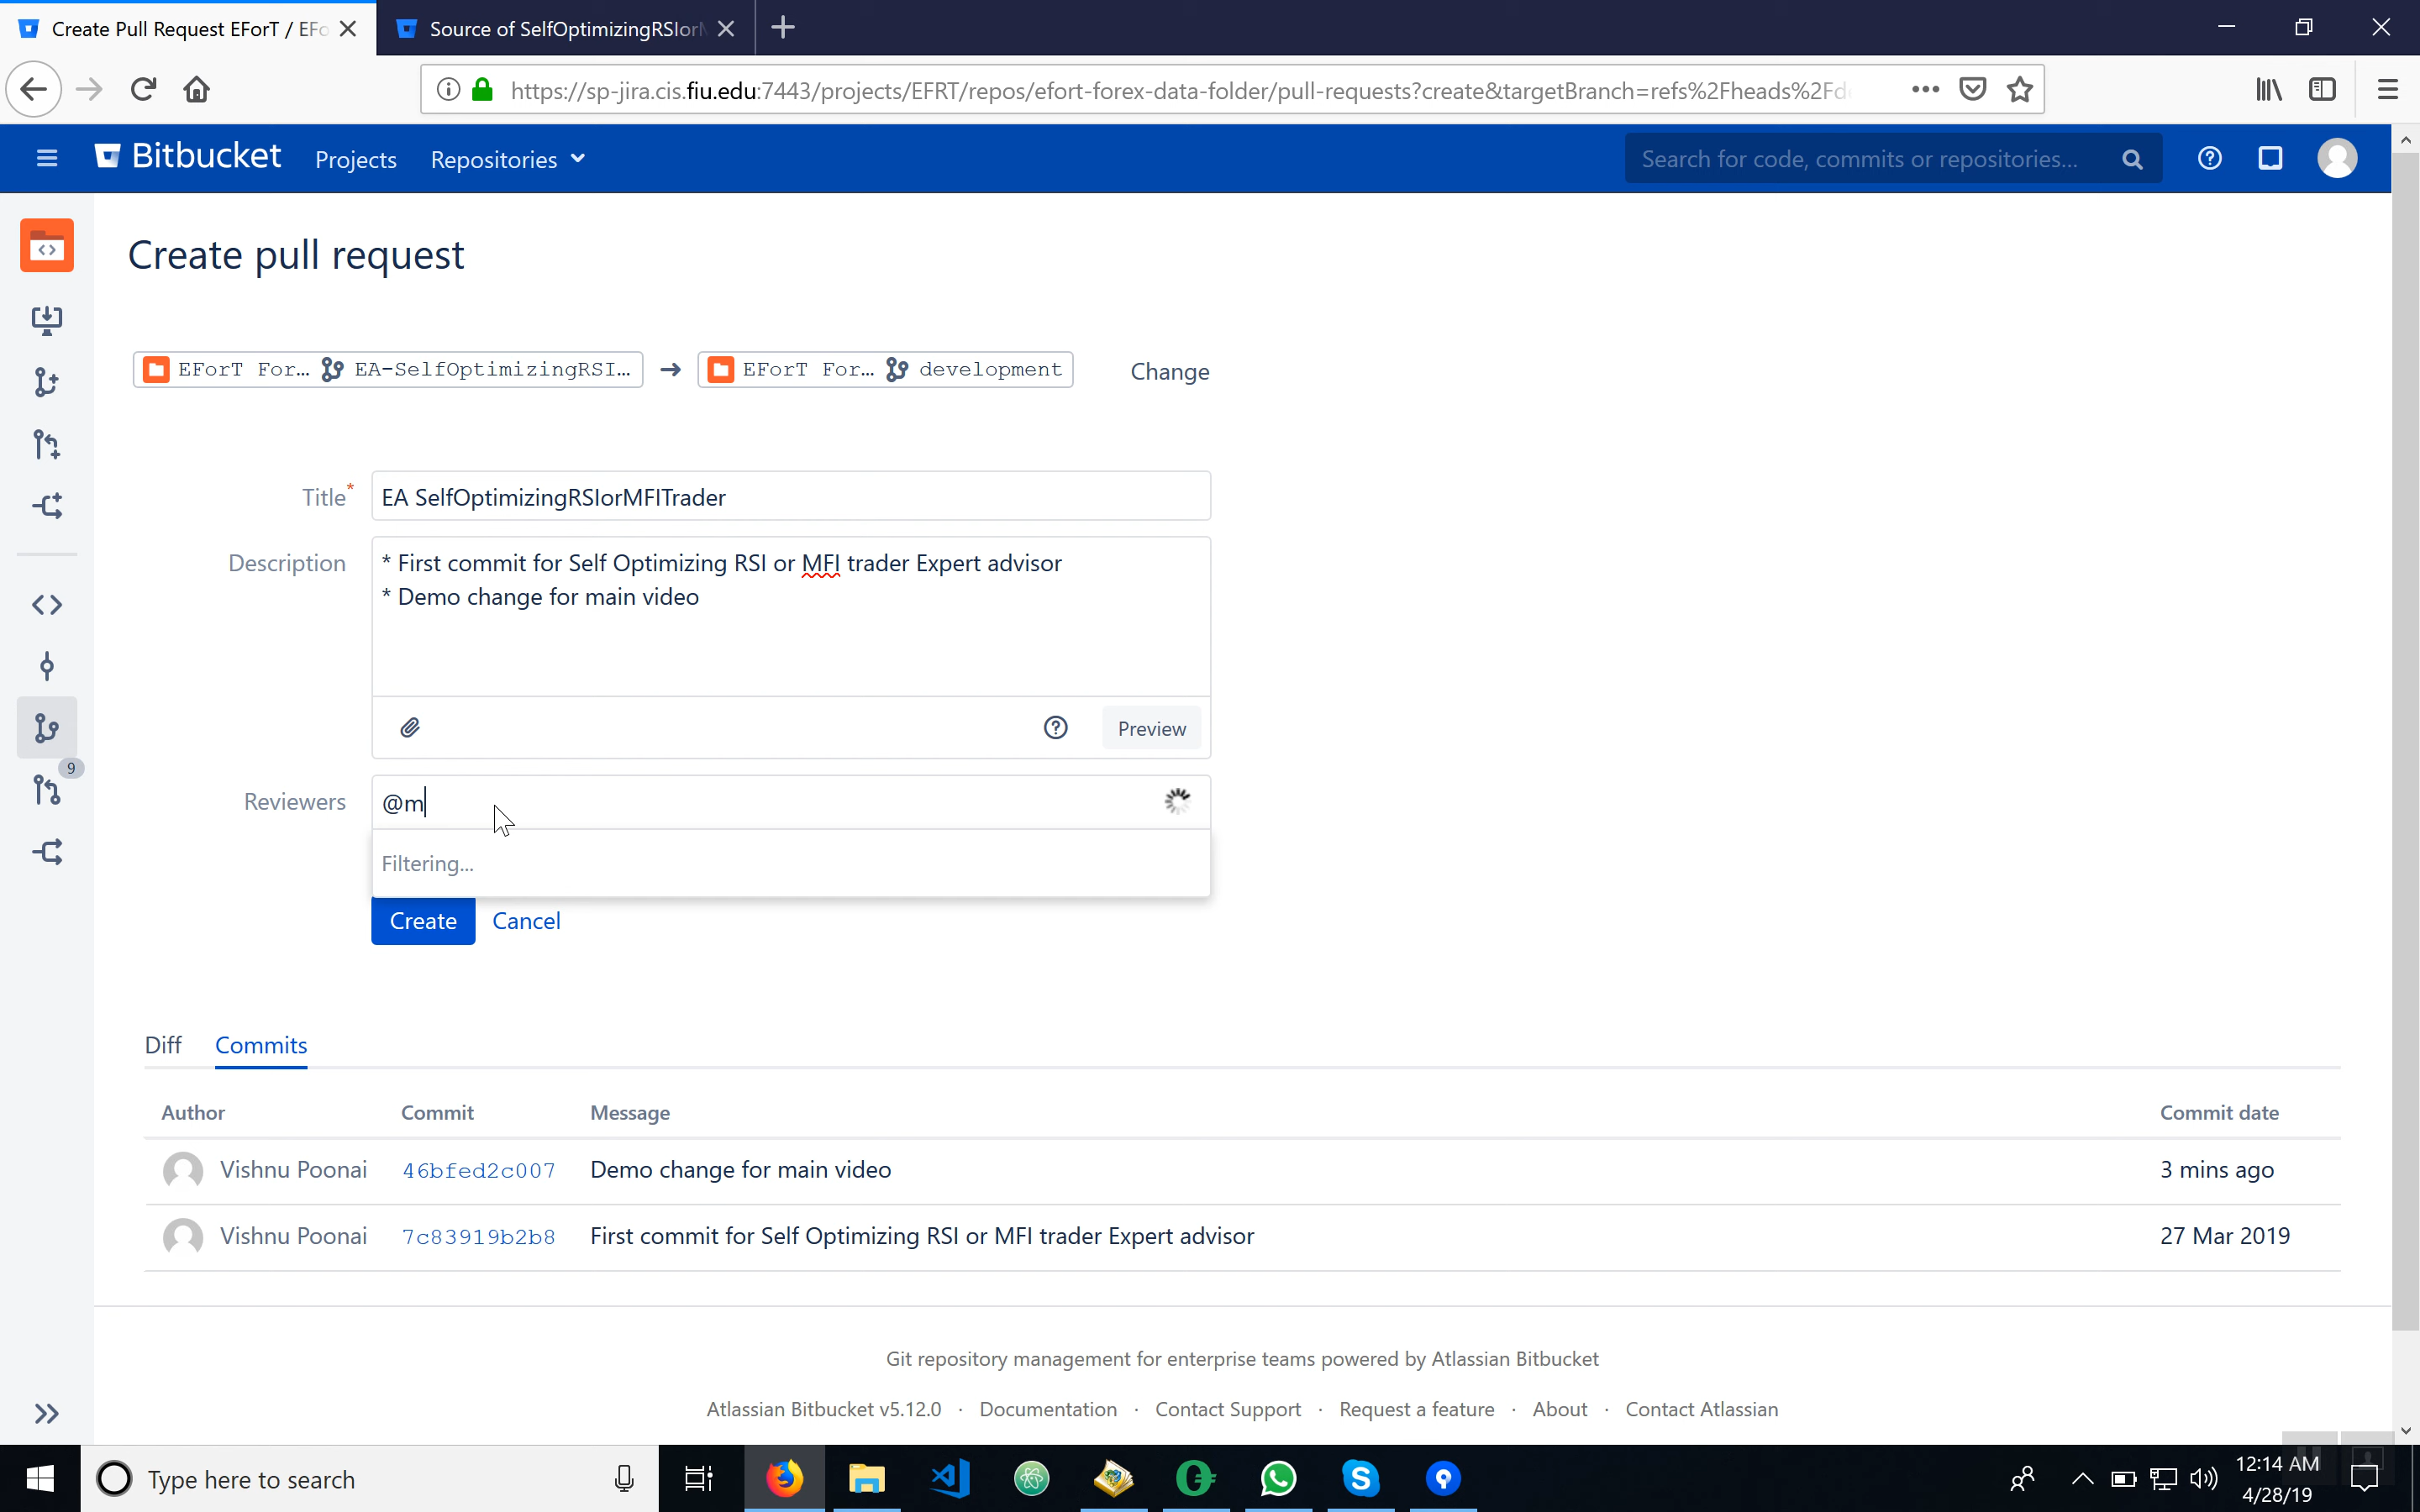 Create Pull Request EForT / EFo
Source of SelfOptimizingRSIorM
https://sp-jira.cis.fiu.edu:7443/projects/EFRT/repos/efort-forex-data-folder/pull-requests?create&targetBranch=refs%2Fheads%2Fd
Bitbucket Projects Repositories
Search for code, commits or repositories...
Create pull request
EForT For... EA-SelfOptimizingRSI... → EForT For... development Change
Title* EA SelfOptimizingRSIorMFITrader
Description * First commit for Self Optimizing RSI or MFI trader Expert advisor
* Demo change for main video
Preview
9
Reviewers @m
Filtering...
Create Cancel
Diff Commits
Author Commit Message Commit date
Vishnu Poonai 46bfed2c007 Demo change for main video 3 mins ago
Vishnu Poonai 7c83919b2b8 First commit for Self Optimizing RSI or MFI trader Expert advisor 27 Mar 2019
Git repository management for enterprise teams powered by Atlassian Bitbucket
Atlassian Bitbucket v5.12.0 · Documentation · Contact Support · Request a feature · About · Contact Atlassian
Type here to search
12:14 AM
4/28/19